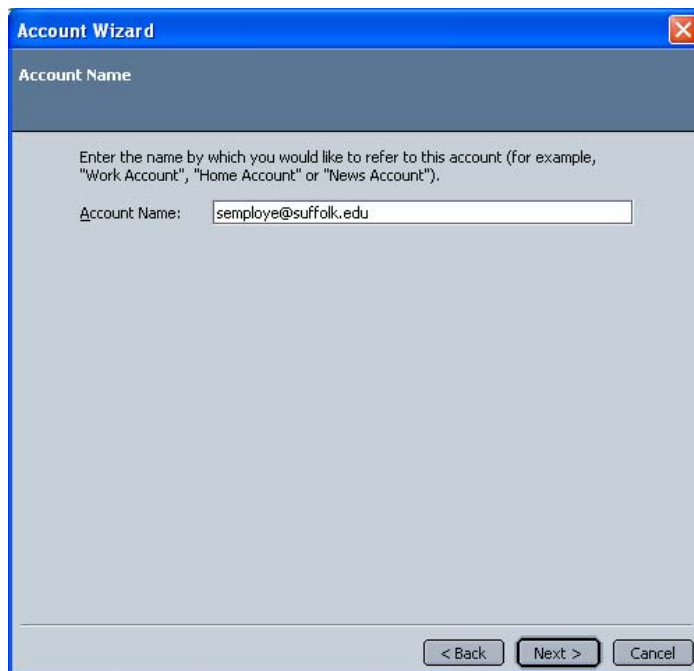 Account Wizard
Account Name
Enter the name by which you would like to refer to this account (for example,
"Work Account", "Home Account" or "News Account").
Account Name: semploye@suffolk.edu
< Back Next > Cancel